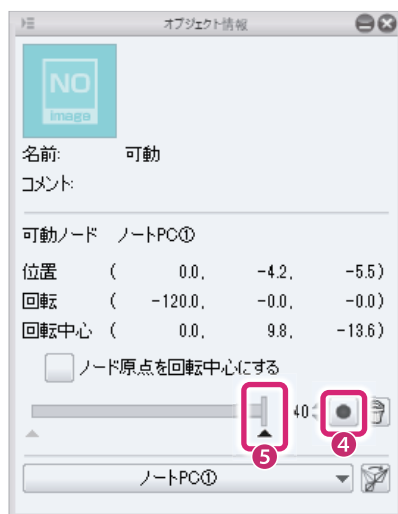 オブジェクト情報
NO
image
名前: 可動
コメント:
可動ノード ノートPC①
位置 ( 0.0, -4.2, -5.5)
回転 ( -120.0, -0.0, -0.0)
回転中心 ( 0.0, 9.8, -13.6)
ノード原点を回転中心にする
40
5 4
ノートPC①